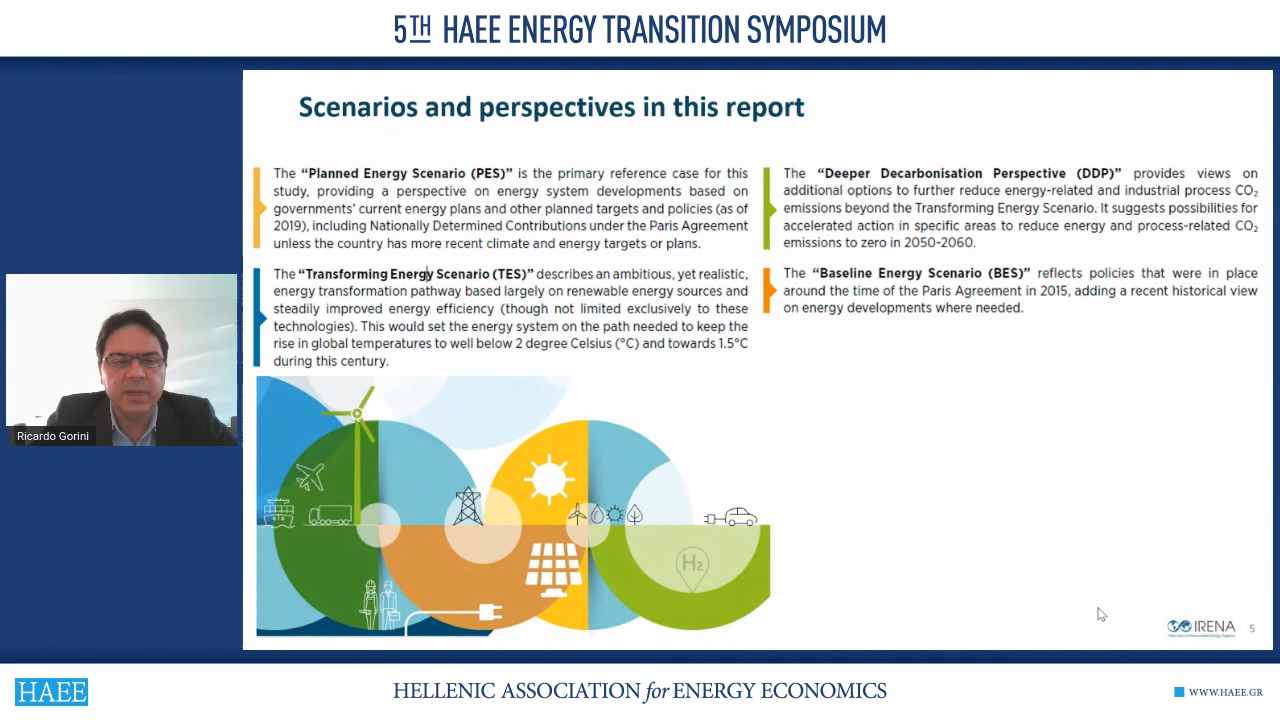 5TH HAEE ENERGY TRANSITION SYMPOSIUM
Scenarios and perspectives in this report
The “Planned Energy Scenario (PES)” is the primary reference case for this
study, providing a perspective on energy system developments based on
governments’ current energy plans and other planned targets and policies (as of
2019), including Nationally Determined Contributions under the Paris Agreement
unless the country has more recent climate and energy targets or plans.
The “Transforming Energy Scenario (TES)” describes an ambitious, yet realistic,
energy transformation pathway based largely on renewable energy sources and
steadily improved energy efficiency (though not limited exclusively to these
technologies). This would set the energy system on the path needed to keep the
rise in global temperatures to well below 2 degree Celsius (°C) and towards 1.5°C
during this century.
The “Deeper Decarbonisation Perspective (DDP)” provides views on
additional options to further reduce energy-related and industrial process CO₂
emissions beyond the Transforming Energy Scenario. It suggests possibilities for
accelerated action in specific areas to reduce energy and process-related CO₂
emissions to zero in 2050-2060.
The “Baseline Energy Scenario (BES)” reflects policies that were in place
around the time of the Paris Agreement in 2015, adding a recent historical view
on energy developments where needed.
Ricardo Gorini
H₂
IRENA
International Renewable Energy Agency
5
HAEE
HELLENIC ASSOCIATION for ENERGY ECONOMICS
WWW.HAEE.GR